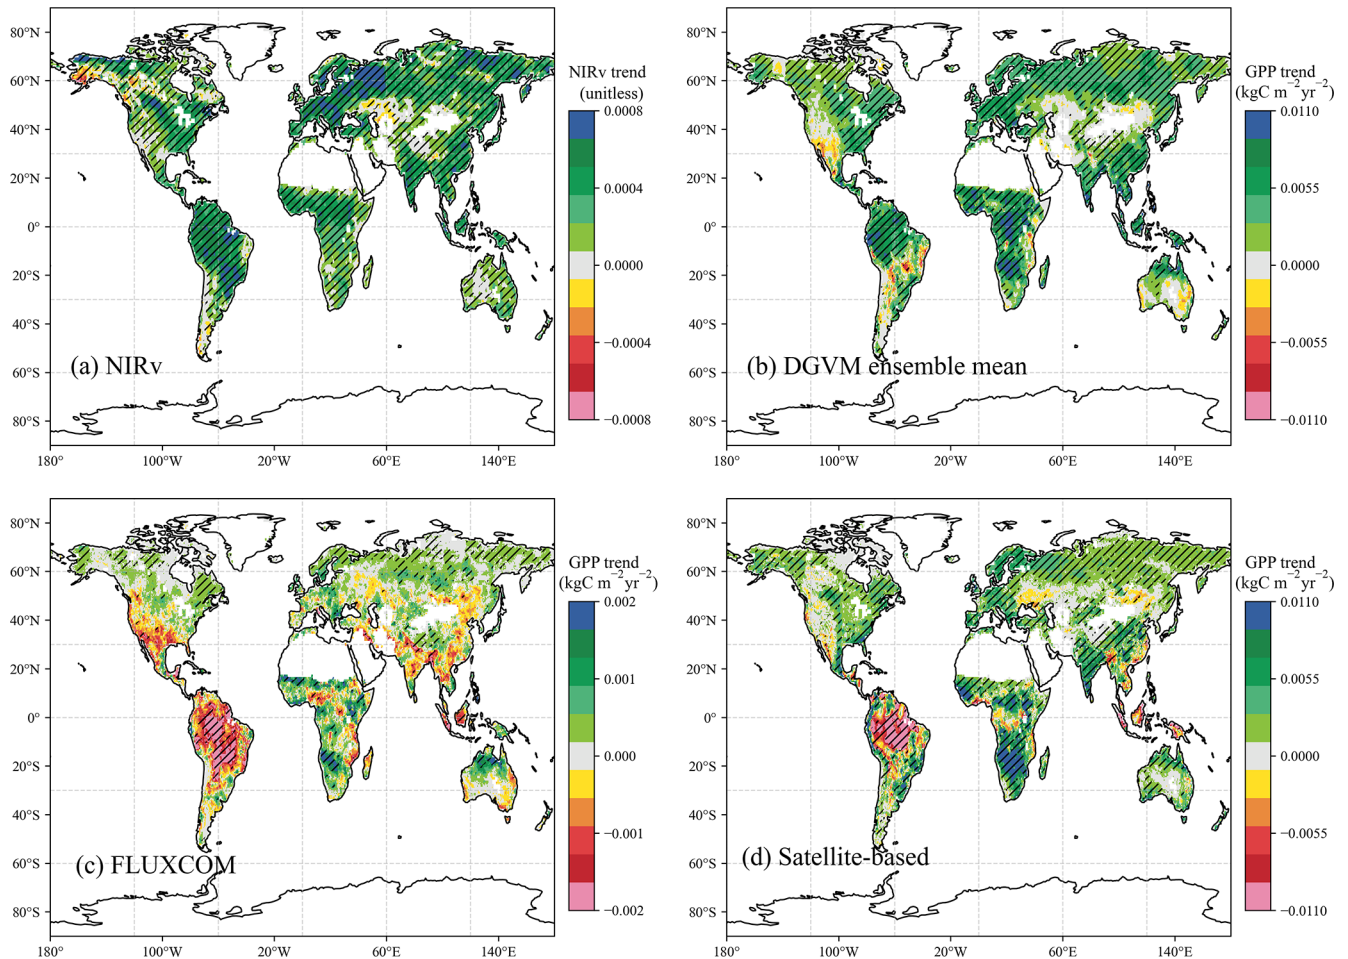 80°N
60°N
40°N
20°N
0°
20°S
40°S
60°S
80°S
180°
100°W
20°W
60°E
140°E
(a) NIRv
NIRv trend
(unitless)
0.0008
0.0004
0.0000
−0.0004
−0.0008
80°N
60°N
40°N
20°N
0°
20°S
40°S
60°S
80°S
180°
100°W
20°W
60°E
140°E
(b) DGVM ensemble mean
GPP trend
(kgC m−2yr−2)
0.0110
0.0055
0.0000
−0.0055
−0.0110
80°N
60°N
40°N
20°N
0°
20°S
40°S
60°S
80°S
180°
100°W
20°W
60°E
140°E
(c) FLUXCOM
GPP trend
(kgC m−2yr−2)
0.002
0.001
0.000
−0.001
−0.002
80°N
60°N
40°N
20°N
0°
20°S
40°S
60°S
80°S
180°
100°W
20°W
60°E
140°E
(d) Satellite-based
GPP trend
(kgC m−2yr−2)
0.0110
0.0055
0.0000
−0.0055
−0.0110